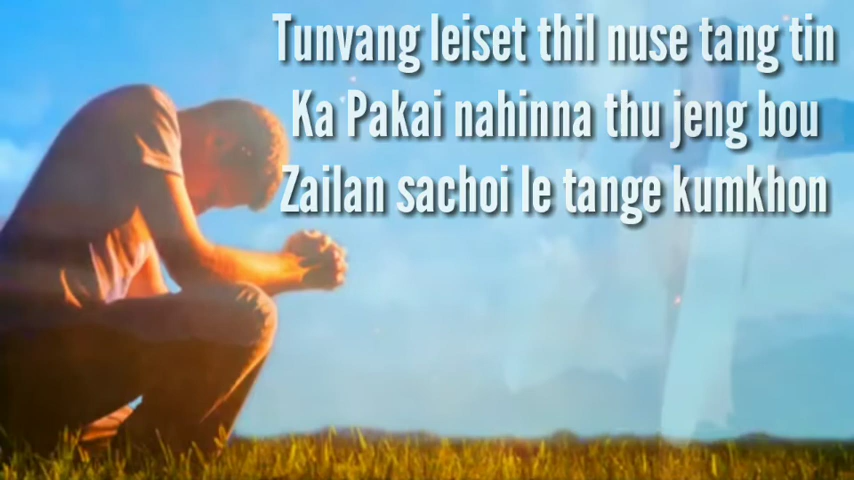 Tunvang leiset thil nuse tang tin
Ka Pakai nahinna thu jeng bou
Zailan sachoi le tange kumkhon